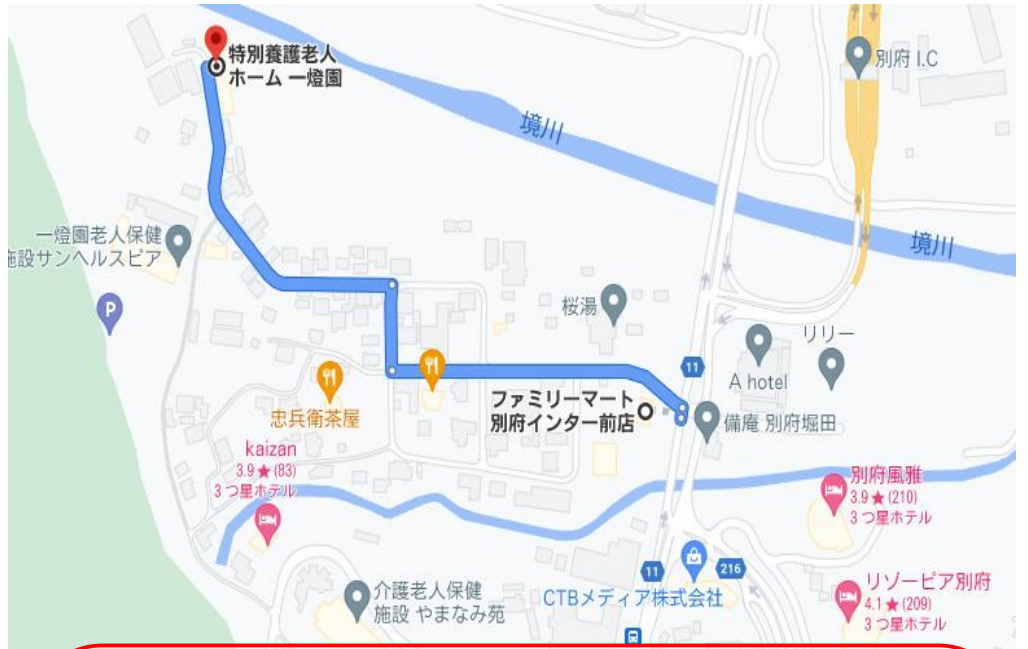 特別養護老人
ホーム 一燈園
別府 I.C
境川
一燈園老人保健
施設サンヘルスピア
境川
P
桜湯
リリー
11
A hotel
ファミリーマート
別府インター前店
備庵 別府堀田
忠兵衛茶屋
kaizan
3.9★(83)
3 つ星ホテル
別府風雅
3.9★(210)
3 つ星ホテル
11
216
CTBメディア株式会社
介護老人保健
施設 やまなみ苑
リゾーピア別府
4.1★(209)
3 つ星ホテル